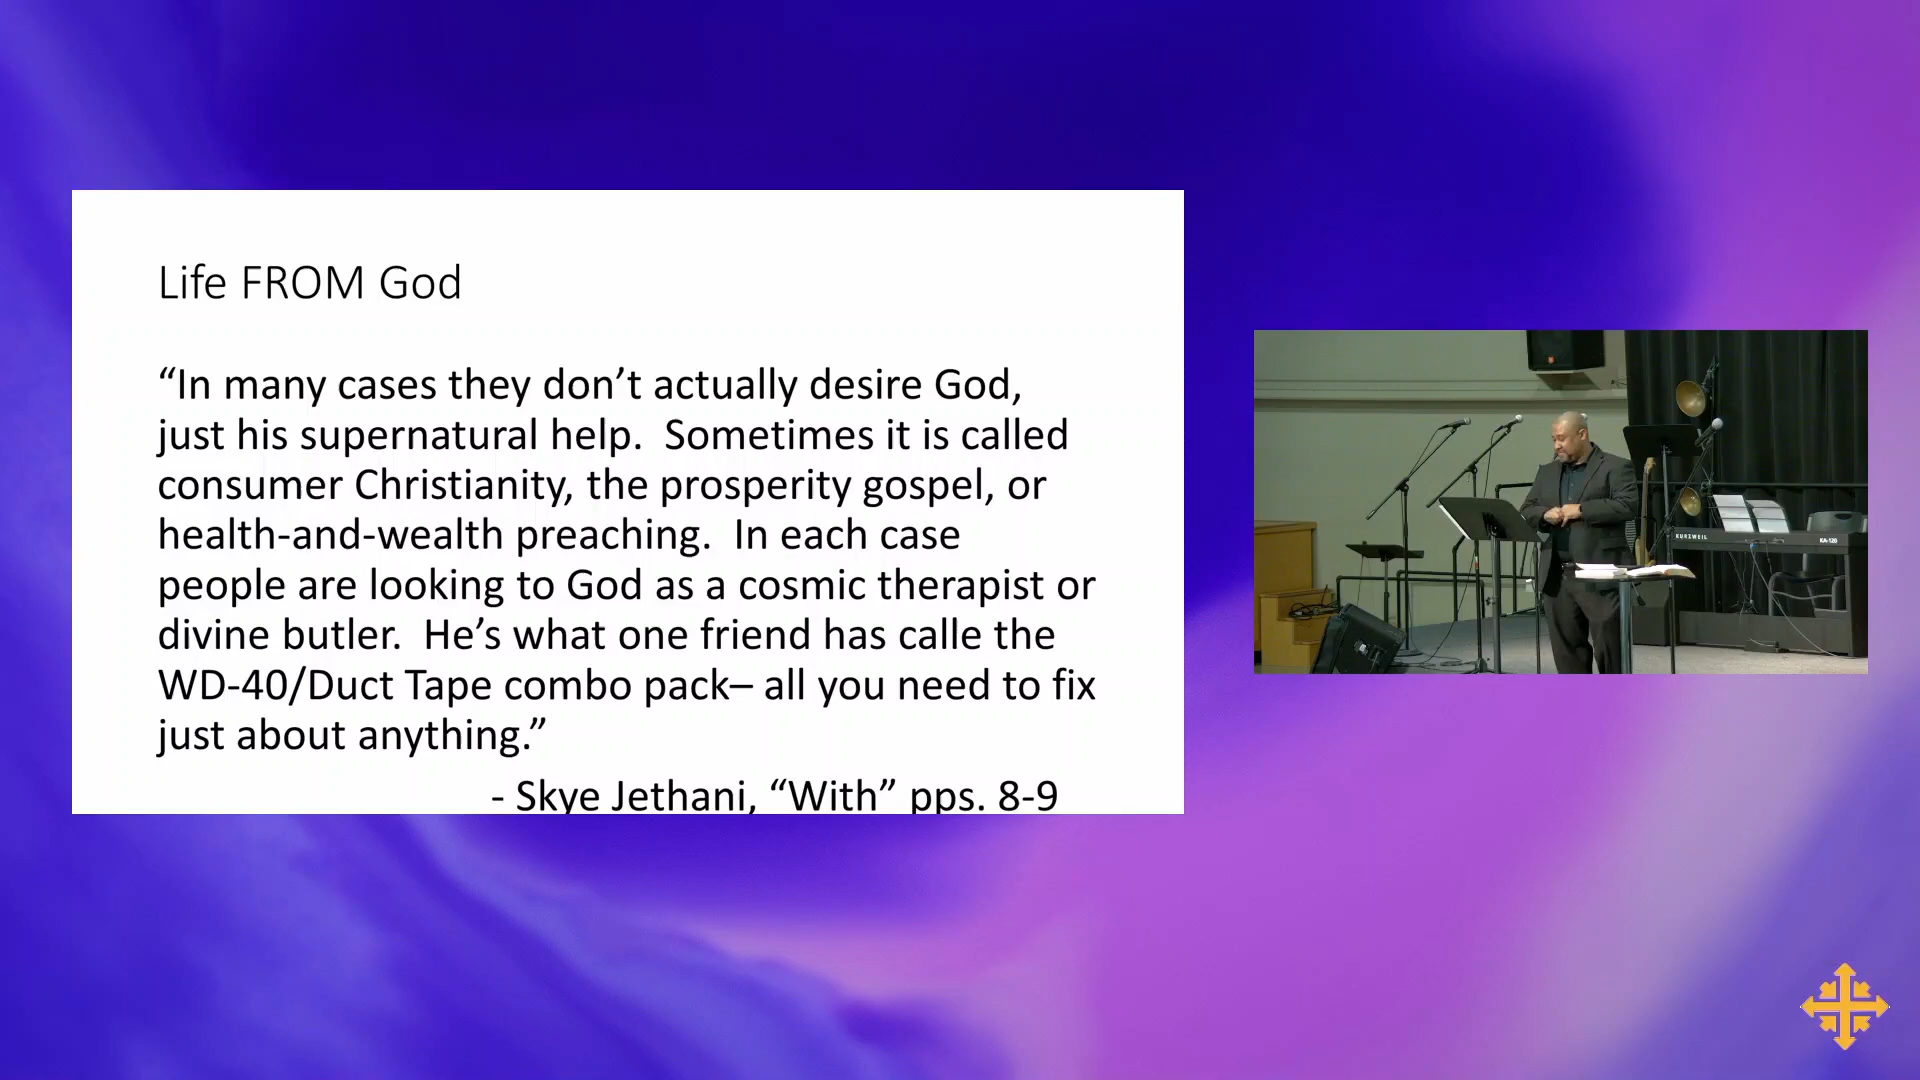 Life FROM God
“In many cases they don’t actually desire God,
just his supernatural help.  Sometimes it is called
consumer Christianity, the prosperity gospel, or
health-and-wealth preaching.  In each case
people are looking to God as a cosmic therapist or
divine butler.  He’s what one friend has calle the
WD-40/Duct Tape combo pack– all you need to fix
just about anything.”
- Skye Jethani, “With” pps. 8-9
KURZWEIL
KA-120